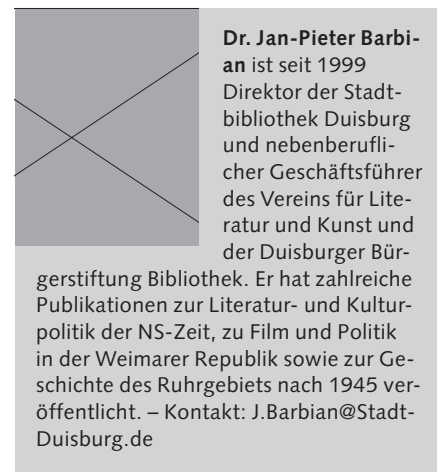 Dr. Jan-Pieter Barbi-
an ist seit 1999
Direktor der Stadt-
bibliothek Duisburg
und nebenberufli-
cher Geschäftsführer
des Vereins für Lite-
ratur und Kunst und
der Duisburger Bür-
gerstiftung Bibliothek. Er hat zahlreiche
Publikationen zur Literatur- und Kultur-
politik der NS-Zeit, zu Film und Politik
in der Weimarer Republik sowie zur Ge-
schichte des Ruhrgebiets nach 1945 ver-
öffentlicht. – Kontakt: J.Barbian@Stadt-
Duisburg.de